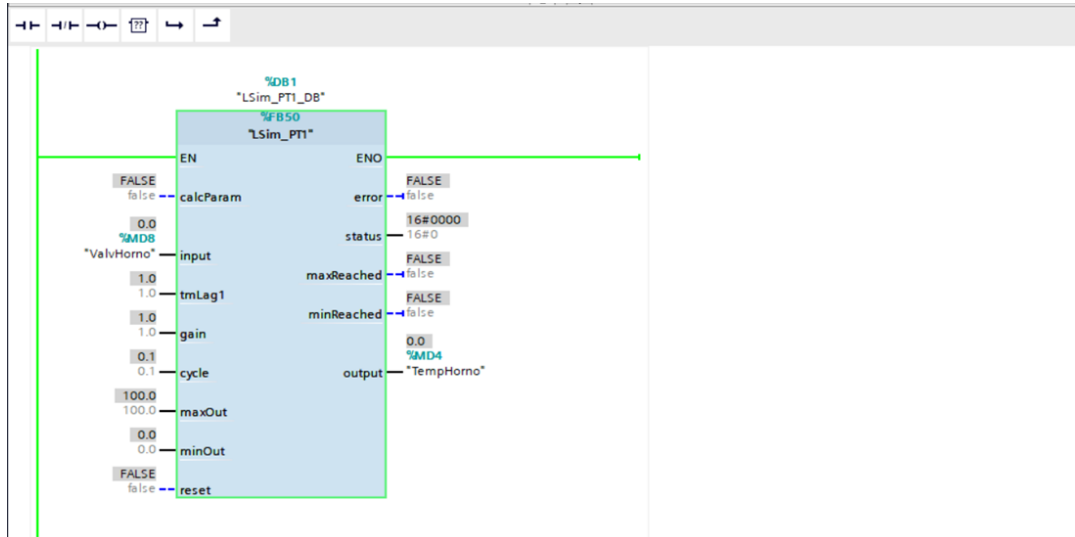 ??
%DB1
"LSim_PT1_DB"
%FB50
"LSim_PT1"
EN
ENO
FALSE
false
calcParam
error
FALSE
false
0.0
%MD8
"ValvHorno"
input
status
16#0000
16#0
1.0
1.0
tmLag1
maxReached
FALSE
false
1.0
1.0
gain
minReached
FALSE
false
0.1
0.1
cycle
output
0.0
%MD4
"TempHorno"
100.0
100.0
maxOut
0.0
0.0
minOut
FALSE
false
reset